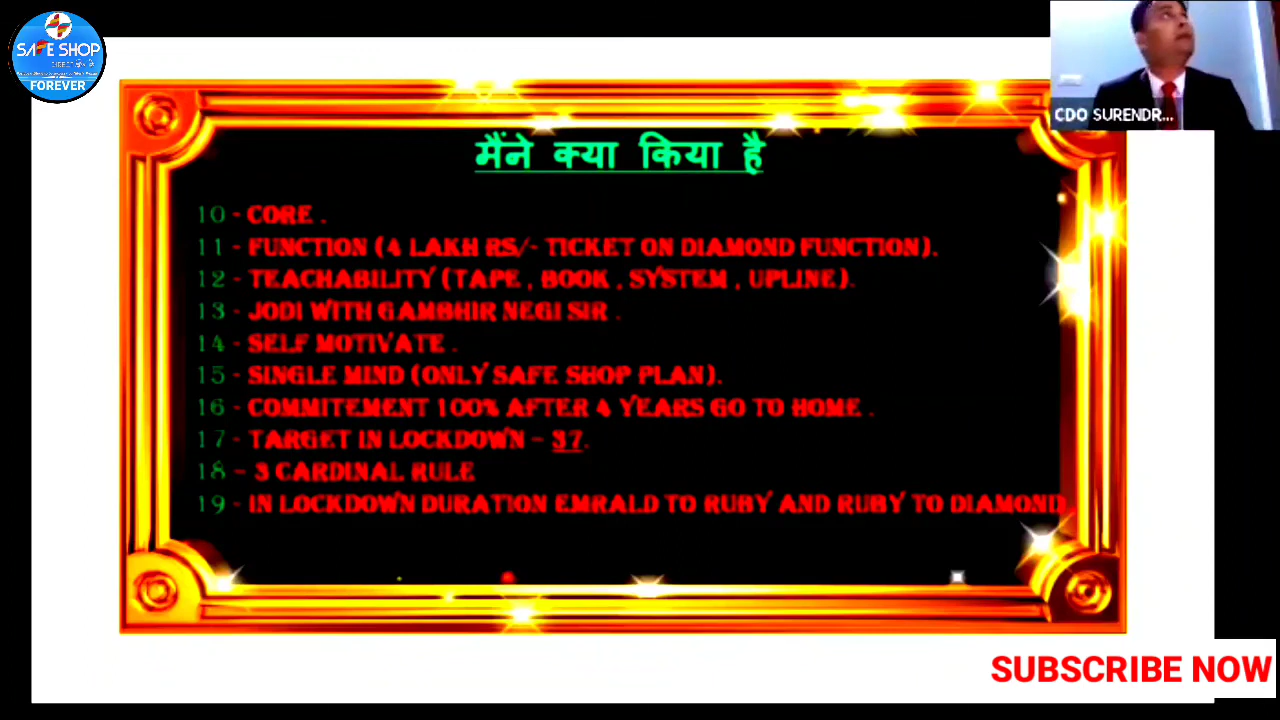 SAFE SHOP
FOREVER
CDO SURENDR...
मैंने क्या किया है
10 - CORE .
11 - FUNCTION (4 LAKH RS/- TICKET ON DIAMOND FUNCTION).
12 - TEACHABILITY (TAPE , BOOK , SYSTEM , UPLINE).
13 - JODI WITH GAMBHIR NEGI SIR .
14 - SELF MOTIVATE .
15 - SINGLE MIND (ONLY SAFE SHOP PLAN).
16 - COMMITEMENT 100% AFTER 4 YEARS GO TO HOME .
17 - TARGET IN LOCKDOWN - 37.
18 - 3 CARDINAL RULE
19 - IN LOCKDOWN DURATION EMRALD TO RUBY AND RUBY TO DIAMOND
SUBSCRIBE NOW